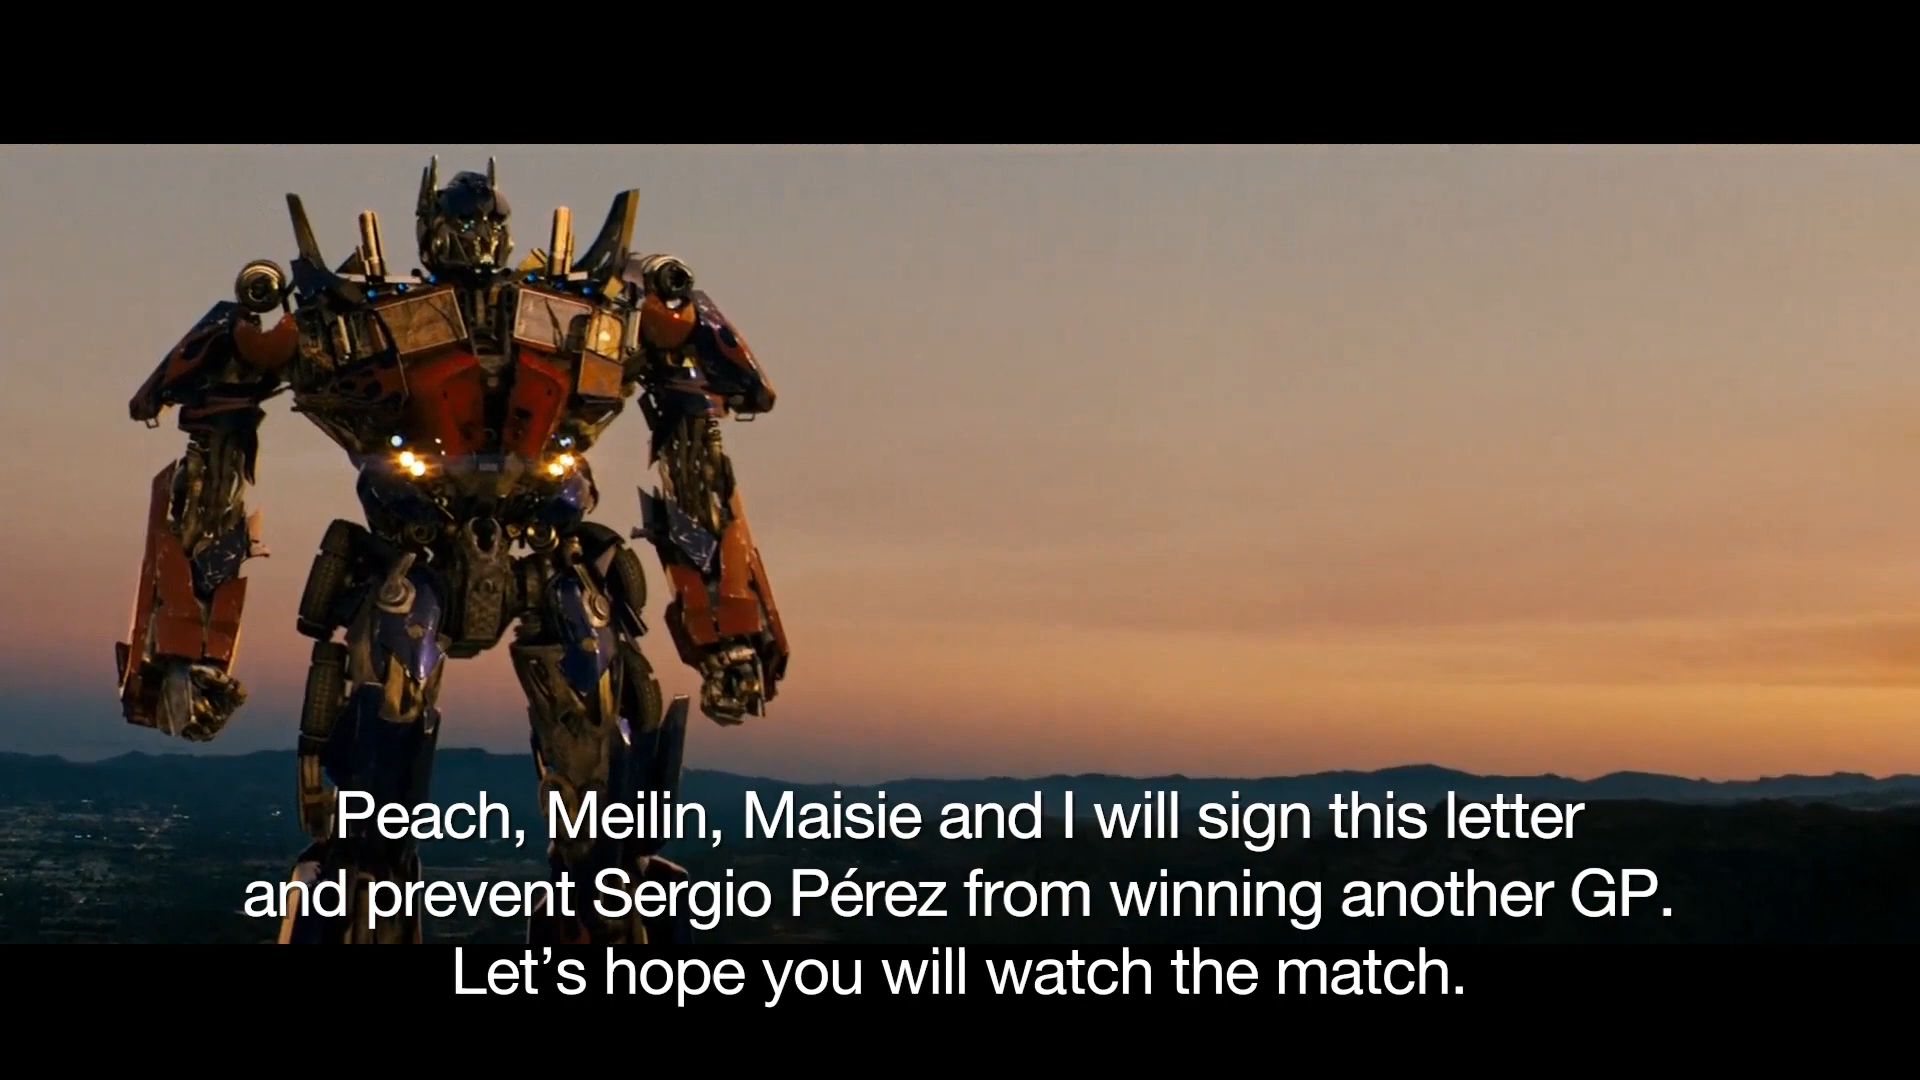 Peach, Meilin, Maisie and I will sign this letter
and prevent Sergio Pérez from winning another GP.
Let’s hope you will watch the match.